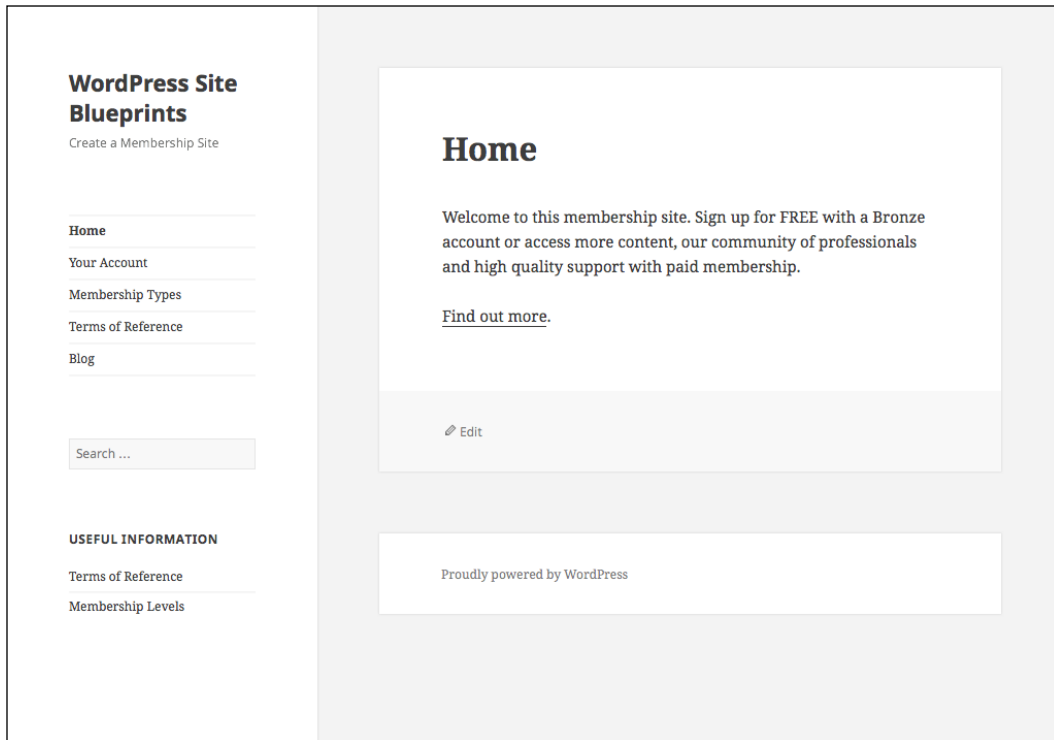 WordPress Site
Blueprints
Create a Membership Site
Home
Your Account
Membership Types
Terms of Reference
Blog
Search ...
USEFUL INFORMATION
Terms of Reference
Membership Levels
Home
Welcome to this membership site. Sign up for FREE with a Bronze
account or access more content, our community of professionals
and high quality support with paid membership.
Find out more.
Edit
Proudly powered by WordPress